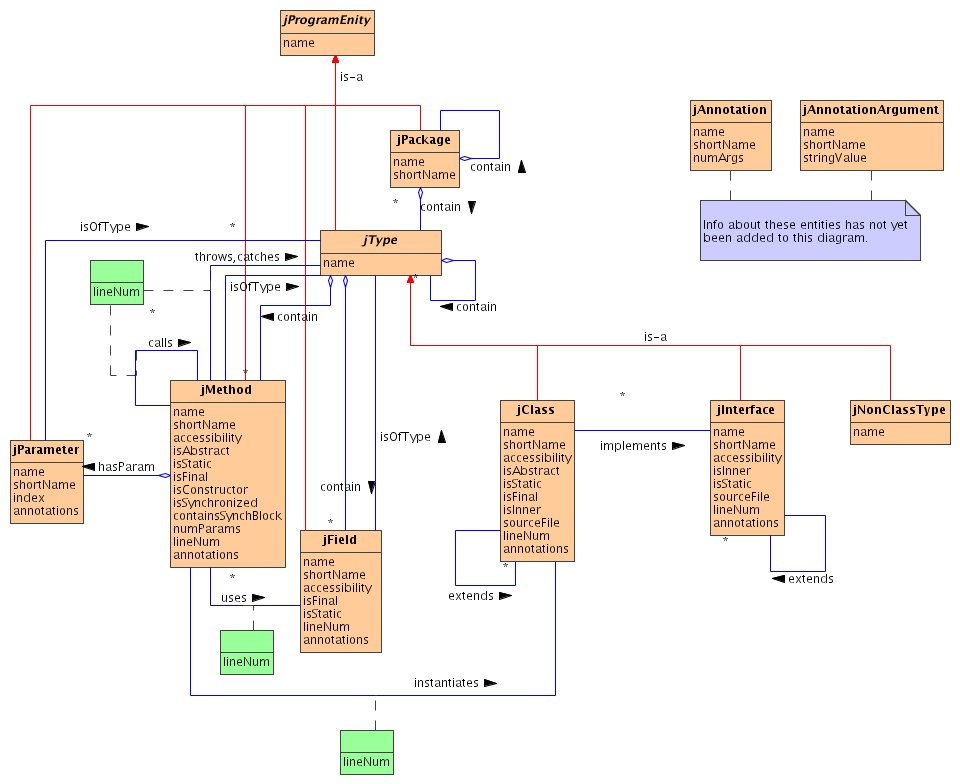 jProgramEnity
name
is-a
jPackage
name
shortName
contain
*
contain
jAnnotation
name
shortName
numArgs
jAnnotationArgument
name
shortName
stringValue
Info about these entities has not yet
been added to this diagram.
isOfType
*
jType
name
*
throws,catches
isOfType
contain
contain
lineNum
*
calls
is-a
jMethod
*
name
shortName
accessibility
isAbstract
isStatic
isFinal
isConstructor
isSynchronized
containsSynchBlock
numParams
lineNum
annotations
*
jParameter
name
shortName
index
annotations
*
hasParam
isOfType
contain
*
jField
name
shortName
accessibility
isFinal
isStatic
lineNum
annotations
jClass
name
shortName
accessibility
isAbstract
isStatic
isFinal
isInner
sourceFile
lineNum
annotations
*
*
implements
jInterface
name
shortName
accessibility
isInner
isStatic
sourceFile
lineNum
annotations
*
jNonClassType
name
extends
extends
uses
lineNum
instantiates
lineNum